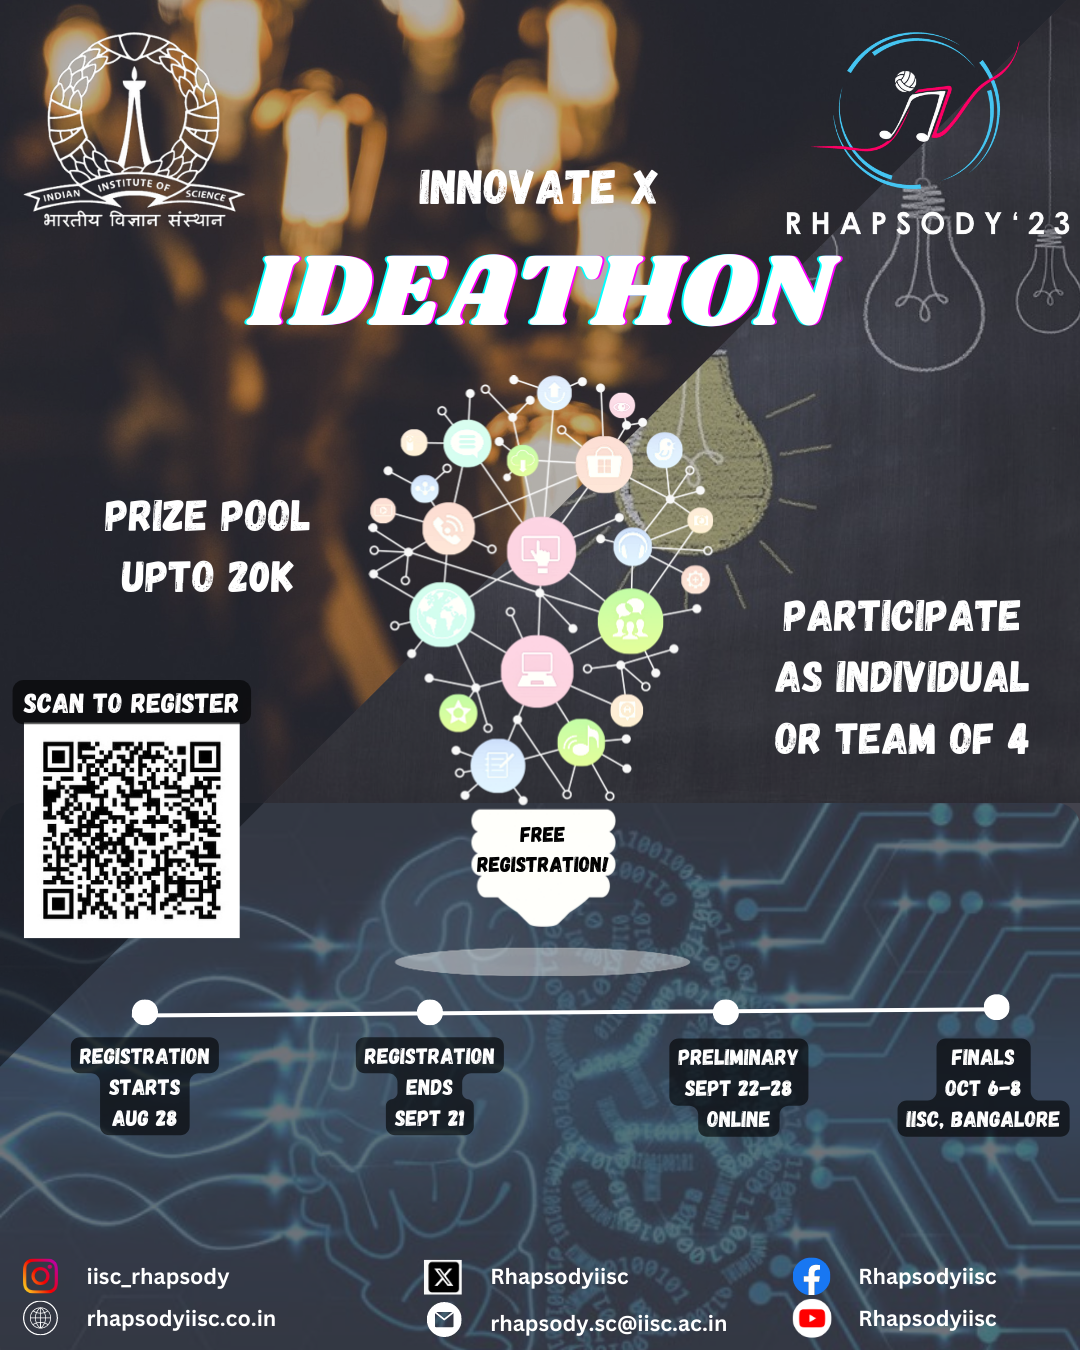 INDIAN INSTITUTE OF SCIENCE
भारतीय विज्ञान संस्थान
RHAPSODY‘23
INNOVATE X
IDEATHON
PRIZE POOL
UPTO 20K
PARTICIPATE
AS INDIVIDUAL
OR TEAM OF 4
SCAN TO REGISTER
FREE
REGISTRATION!
REGISTRATION
STARTS
AUG 28
REGISTRATION
ENDS
SEPT 21
PRELIMINARY
SEPT 22-28
ONLINE
FINALS
OCT 6-8
IISC, BANGALORE
iisc_rhapsody
Rhapsodyiisc
Rhapsodyiisc
rhapsodyiisc.co.in
rhapsody.sc@iisc.ac.in
Rhapsodyiisc